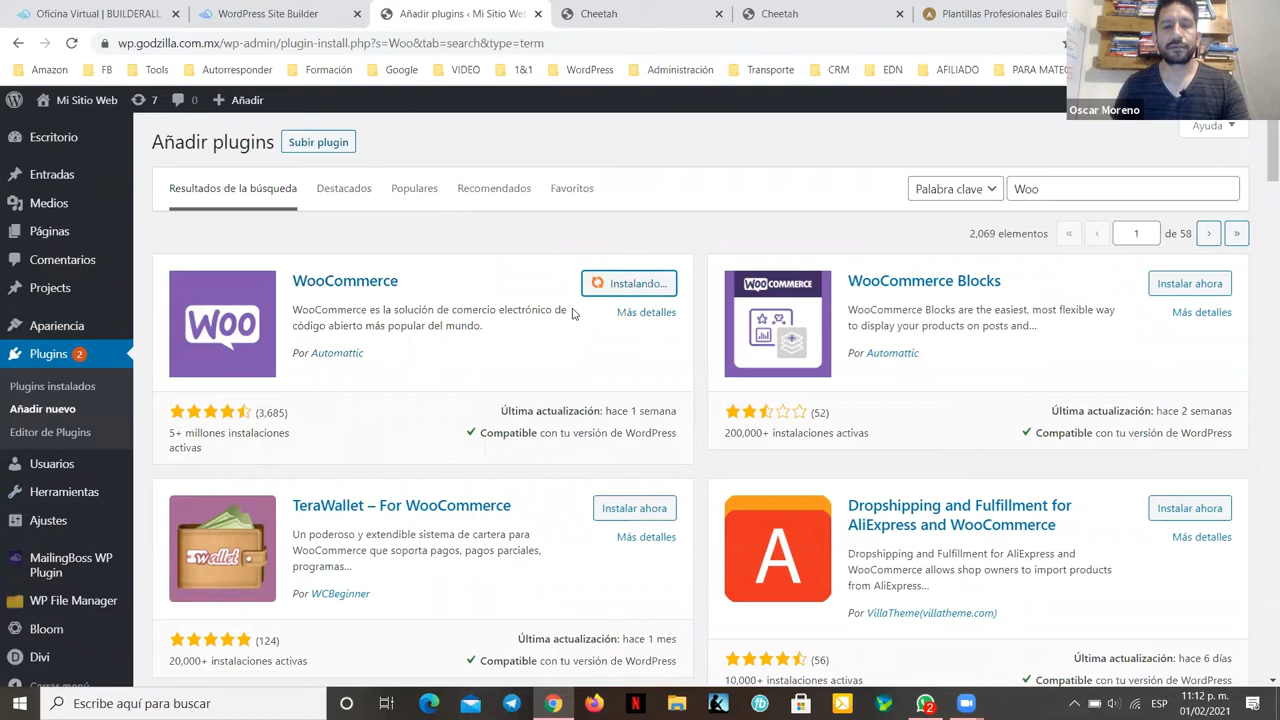 Oficina Virtual | BUILDERALL
WordPress Site Builder
Añadir plugins ‹ Mi Sitio Web
Cheetah
Cheetah
Plantillas Profesionales Buil
wp.godzilla.com.mx/wp-admin/plugin-install.php?s=Woo&tab=search&type=term
Amazon
FB
Tools
Autorresponder
Formación
Google
VIDEO
1&1
WordPress
Administración
Transporte
CRM
EDN
AFILIADO
PARA MATEO
Oscar Moreno
Mi Sitio Web
7
0
Añadir
Ayuda
Escritorio
Entradas
Medios
Páginas
Comentarios
Projects
Apariencia
Plugins 2
Plugins instalados
Añadir nuevo
Editor de Plugins
Usuarios
Herramientas
Ajustes
MailingBoss WP
Plugin
WP File Manager
Bloom
Divi
Cerrar menú
Añadir plugins
Subir plugin
Resultados de la búsqueda
Destacados
Populares
Recomendados
Favoritos
Palabra clave
Woo
2,069 elementos
«
‹
1
de 58
›
»
WOO
WooCommerce
Instalando...
WooCommerce es la solución de comercio electrónico de
código abierto más popular del mundo.
Más detalles
Por Automattic
(3,685)
5+ millones instalaciones
activas
Última actualización: hace 1 semana
Compatible con tu versión de WordPress
WOO COMMERCE
WooCommerce Blocks
Instalar ahora
WooCommerce Blocks are the easiest, most flexible way
to display your products on posts and...
Más detalles
Por Automattic
(52)
200,000+ instalaciones activas
Última actualización: hace 2 semanas
Compatible con tu versión de WordPress
wallet
TeraWallet – For WooCommerce
Instalar ahora
Un poderoso y extendible sistema de cartera para
WooCommerce que soporta pagos, pagos parciales,
programas...
Más detalles
Por WCBeginner
(124)
20,000+ instalaciones activas
Última actualización: hace 1 mes
Compatible con tu versión de WordPress
A
Dropshipping and Fulfillment for
AliExpress and WooCommerce
Instalar ahora
Dropshipping and Fulfillment for AliExpress and
WooCommerce allows shop owners to import products
from AliExpress...
Más detalles
Por VillaTheme(villatheme.com)
(56)
10,000+ instalaciones activas
Última actualización: hace 6 días
Compatible con tu versión de WordPress
Escribe aquí para buscar
2
ESP
11:12 p. m.
01/02/2021